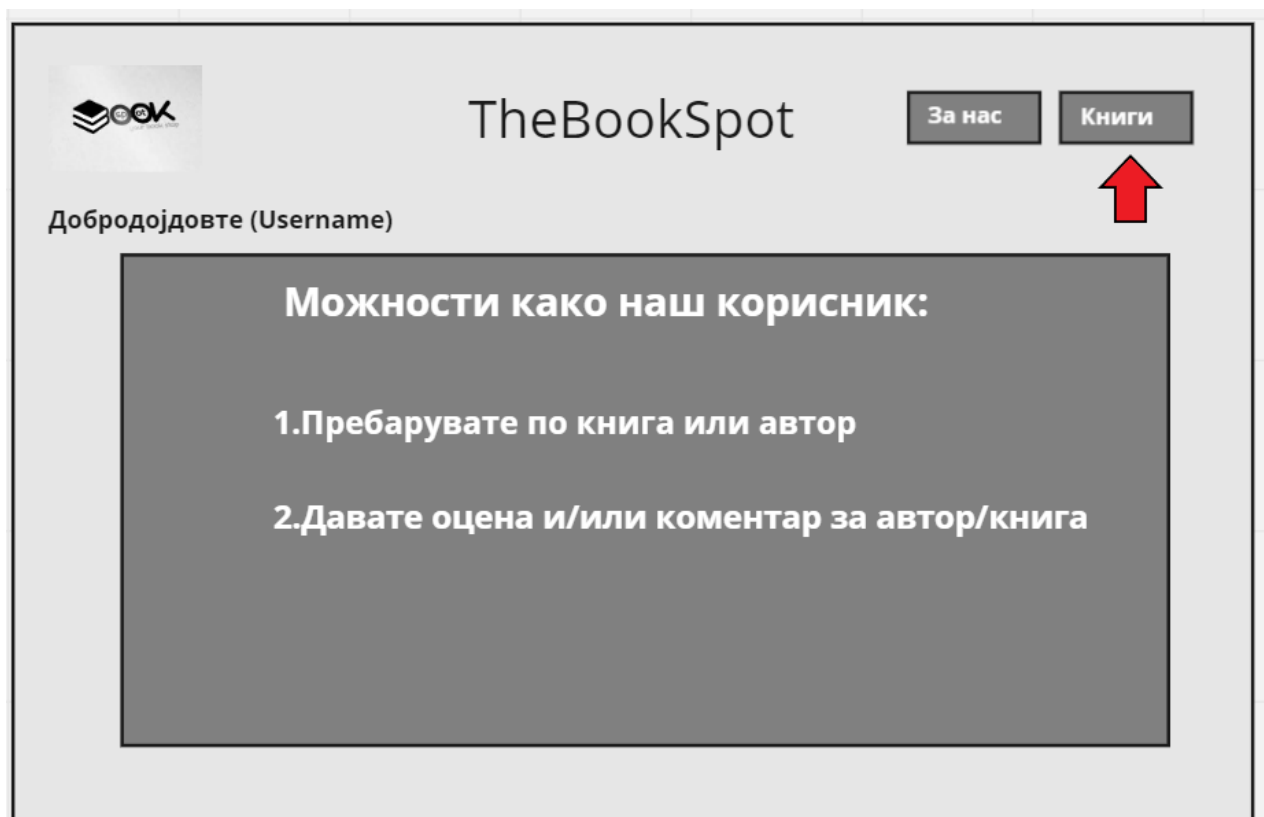 TheBookSpot
За нас
Книги
Добродојдовте (Username)
Можности како наш корисник:
1.Пребарувате по книга или автор
2.Давате оцена и/или коментар за автор/книга